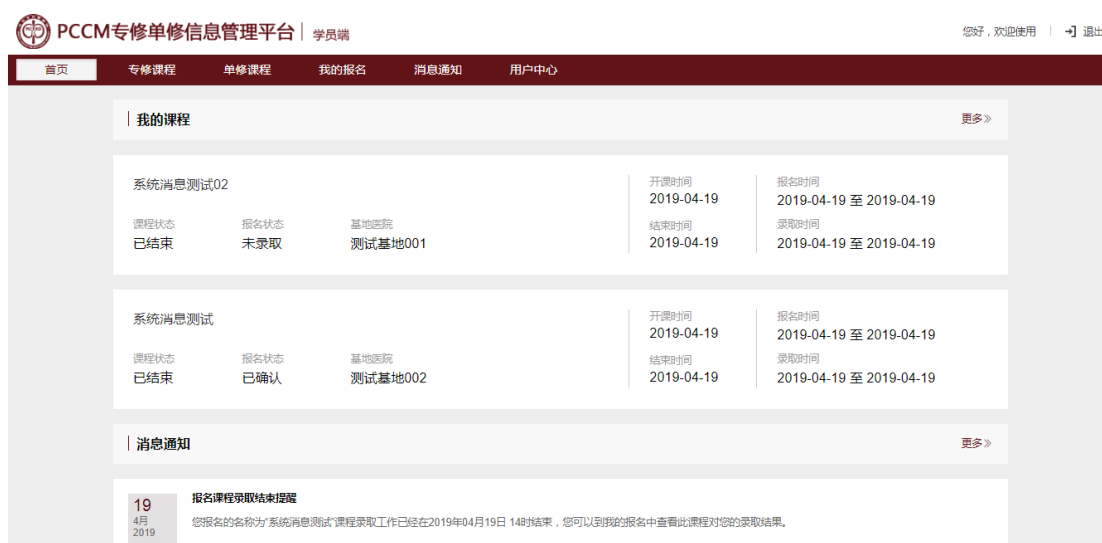 PCCM专修单修信息管理平台 学员端
您好，欢迎使用 退出
首页 专修课程 单修课程 我的报名 消息通知 用户中心
我的课程 更多》
系统消息测试02
开课时间 报名时间
2019-04-19 2019-04-19 至 2019-04-19
课程状态 报名状态 基地医院 结束时间 录取时间
已结束 未录取 测试基地001 2019-04-19 2019-04-19 至 2019-04-19
系统消息测试
开课时间 报名时间
2019-04-19 2019-04-19 至 2019-04-19
课程状态 报名状态 基地医院 结束时间 录取时间
已结束 已确认 测试基地002 2019-04-19 2019-04-19 至 2019-04-19
消息通知 更多》
19
4月
2019
报名课程录取结束提醒
您报名的名称为“系统消息测试”课程录取工作已经在2019年04月19日 14时结束，您可以到我的报名中查看此课程对您的录取结果。